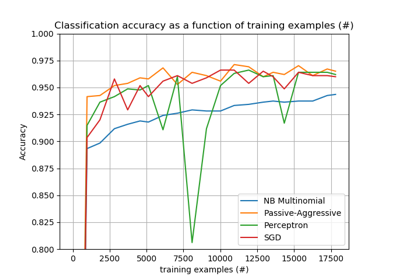 Classification accuracy as a function of training examples (#)
1.000
0.975
0.950
0.925
0.900
0.875
0.850
0.825
0.800
Accuracy
NB Multinomial
Passive-Aggressive
Perceptron
SGD
0 2500 5000 7500 10000 12500 15000 17500
training examples (#)